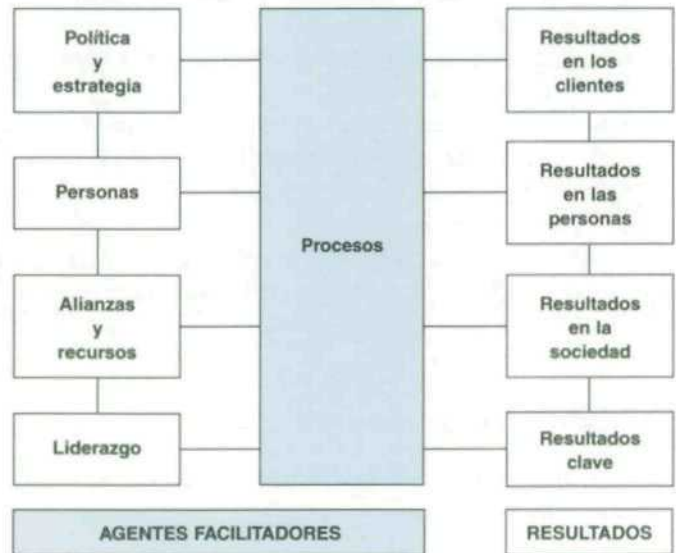 Política
y
estrategia
Personas
Alianzas
y
recursos
Liderazgo
Procesos
Resultados
en los
clientes
Resultados
en las
personas
Resultados
en la
sociedad
Resultados
clave
AGENTES FACILITADORES
RESULTADOS